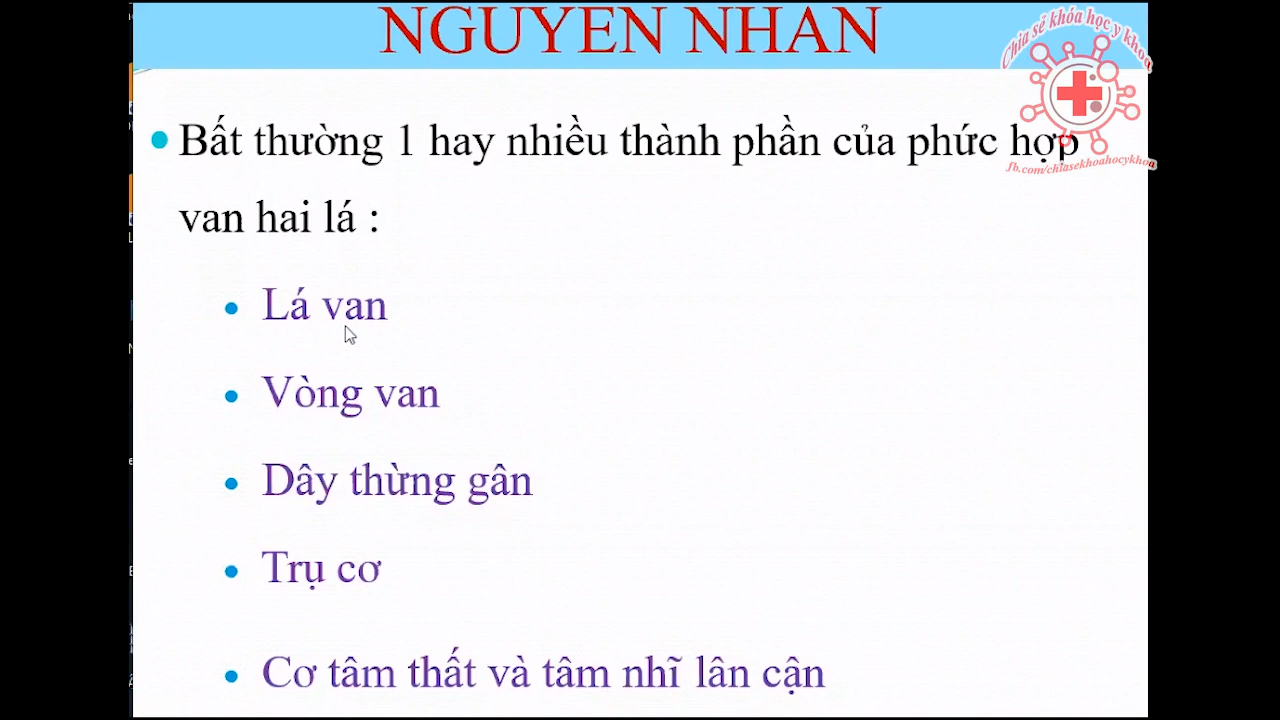 NGUYEN NHAN
Chia sẻ khóa học y khoa
Bất thường 1 hay nhiều thành phần của phức hợp
fb.com/chiasekhoahocykhoa
van hai lá :
Lá van
Vòng van
Dây thừng gân
Trụ cơ
Cơ tâm thất và tâm nhĩ lân cận